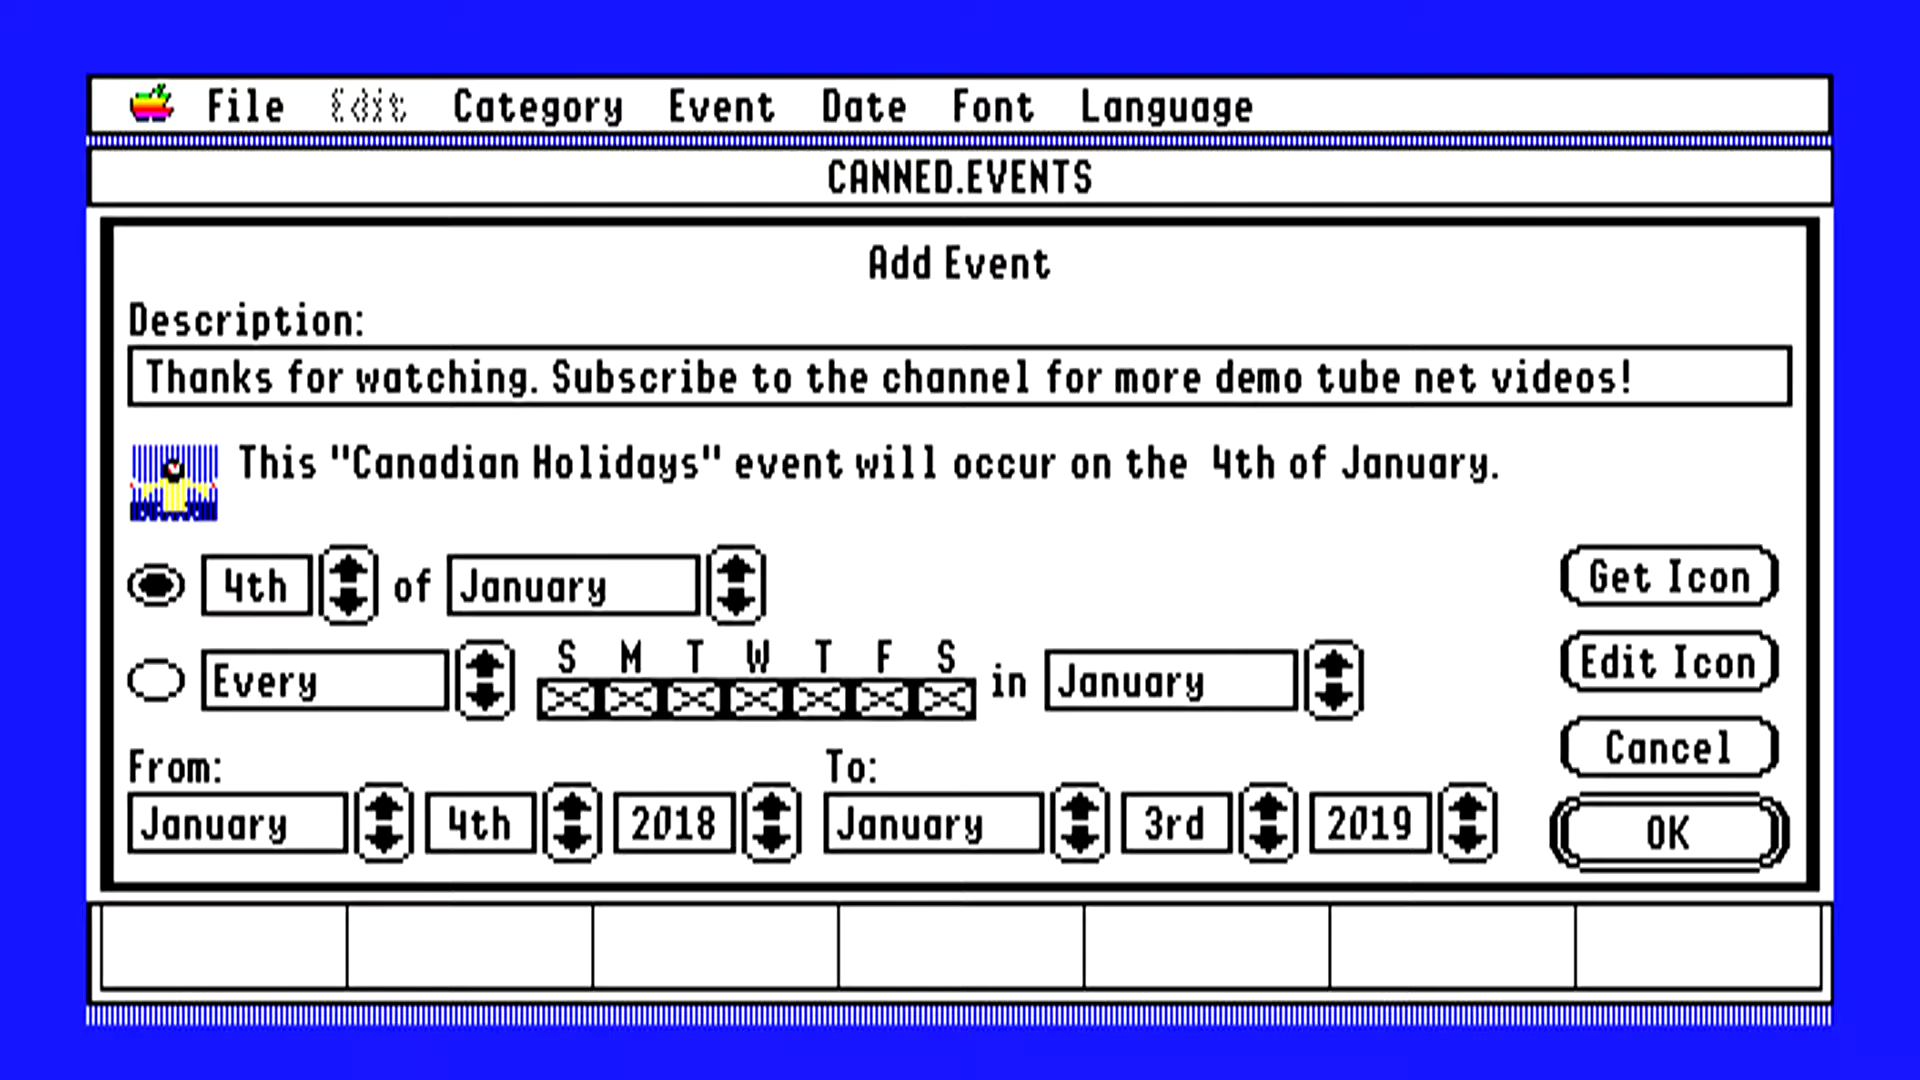 File Edit Category Event Date Font Language
CANNED.EVENTS
Add Event
Description:
Thanks for watching. Subscribe to the channel for more demo tube net videos!
This "Canadian Holidays" event will occur on the 4th of January.
4th of January
Get Icon
S M T W T F S
Every in January
Edit Icon
Cancel
From: To:
January 4th 2018 January 3rd 2019
OK